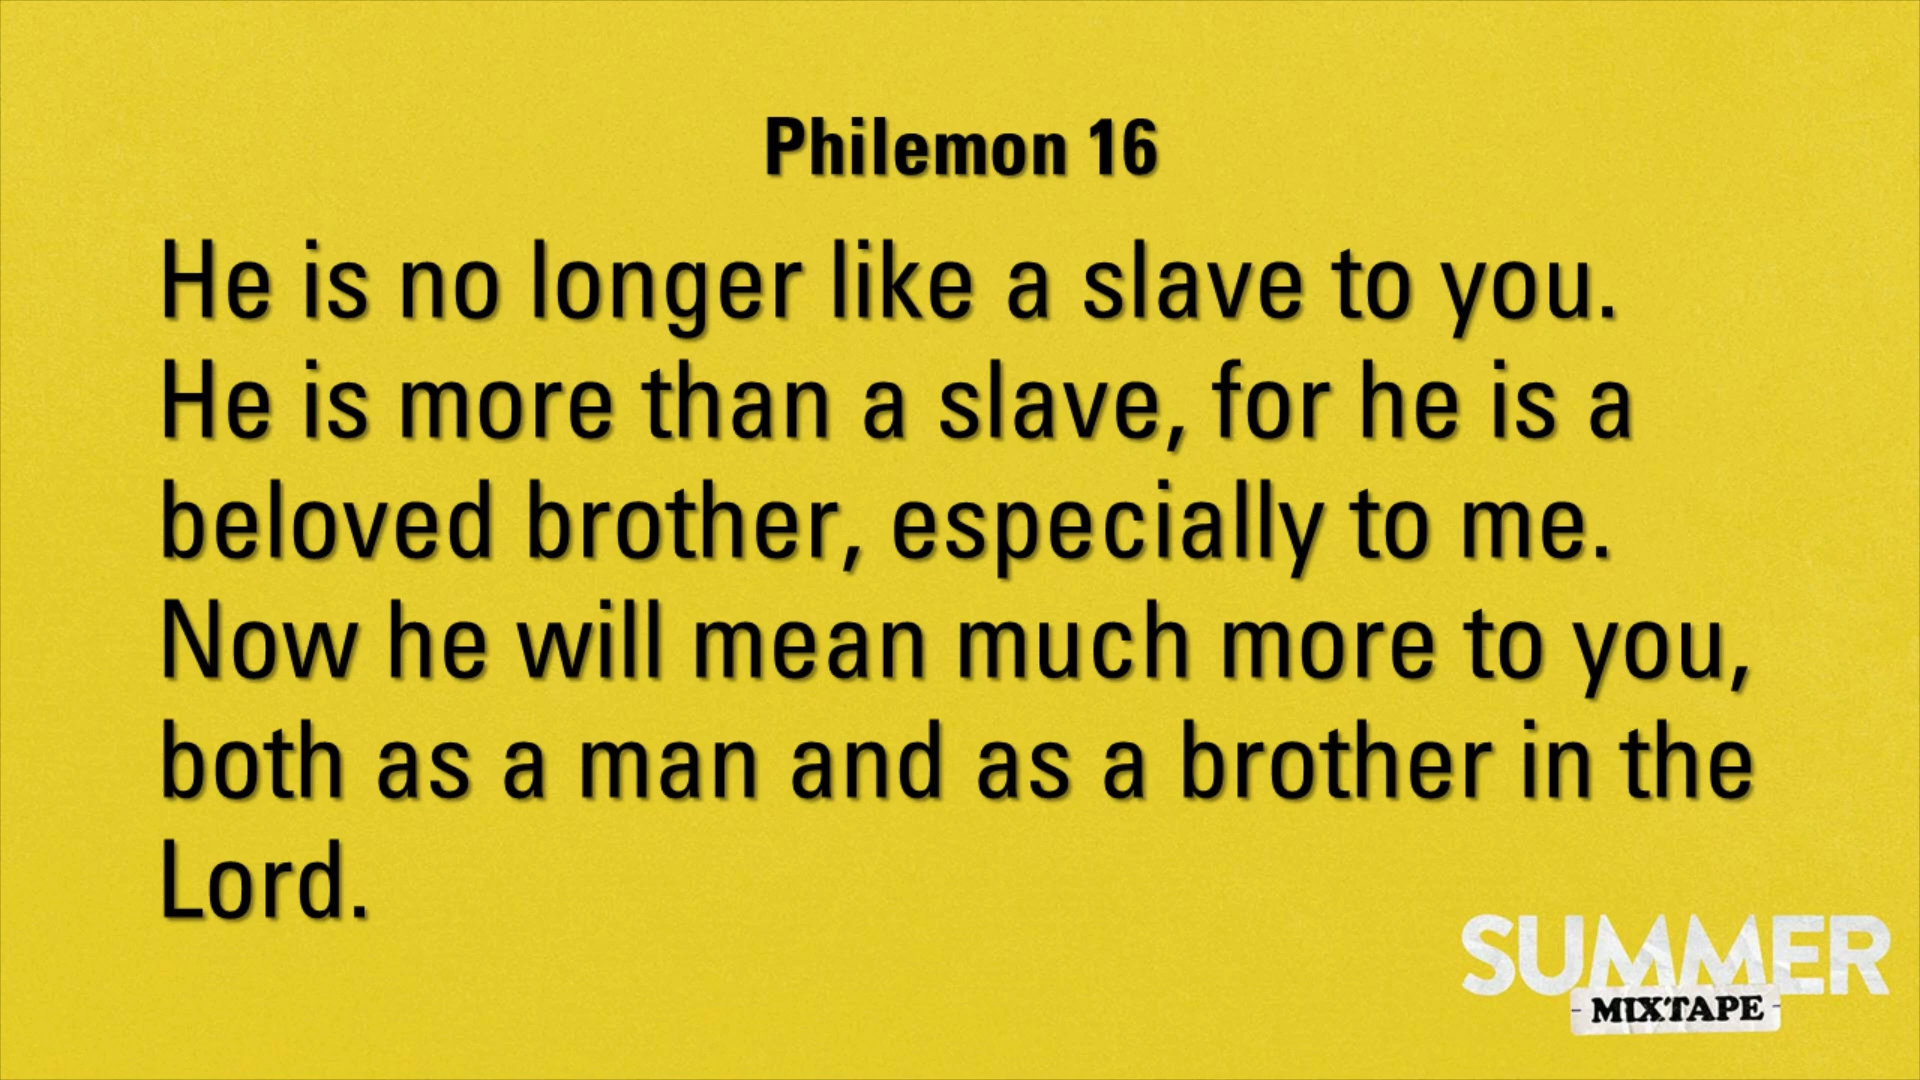 Philemon 16
He is no longer like a slave to you.
He is more than a slave, for he is a
beloved brother, especially to me.
Now he will mean much more to you,
both as a man and as a brother in the
Lord.
SUMMER
- MIXTAPE -